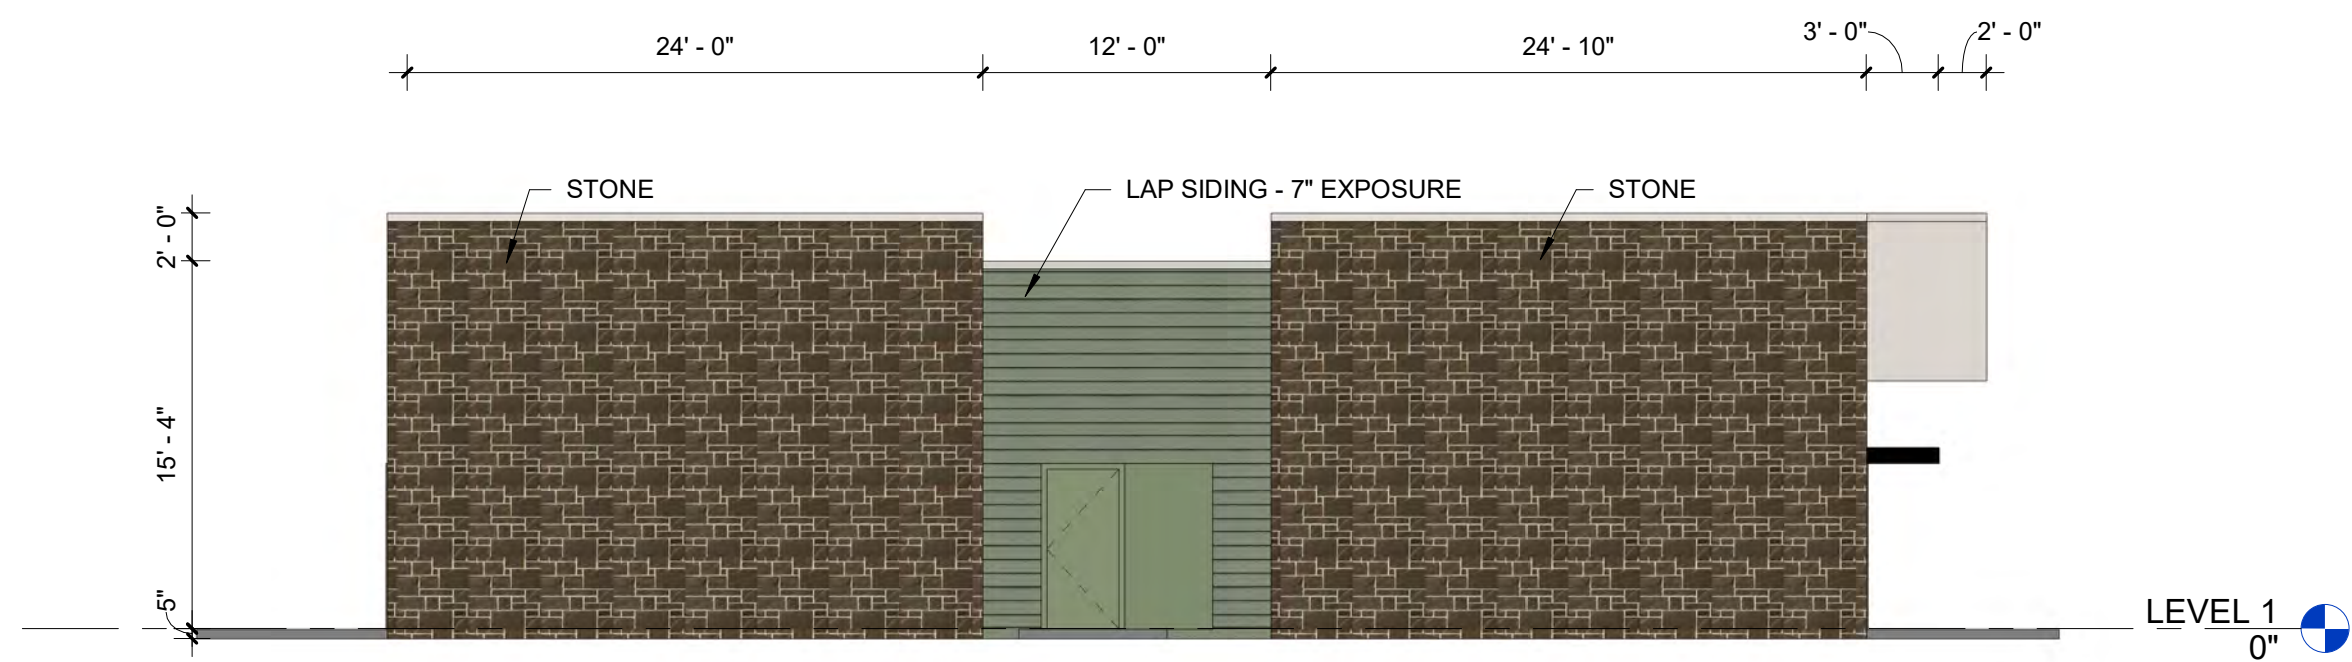 24' - 0"
12' - 0"
24' - 10"
3' - 0"
2' - 0"
STONE
LAP SIDING - 7" EXPOSURE
STONE
2' - 0"
15' - 4"
5"
LEVEL 1
0"